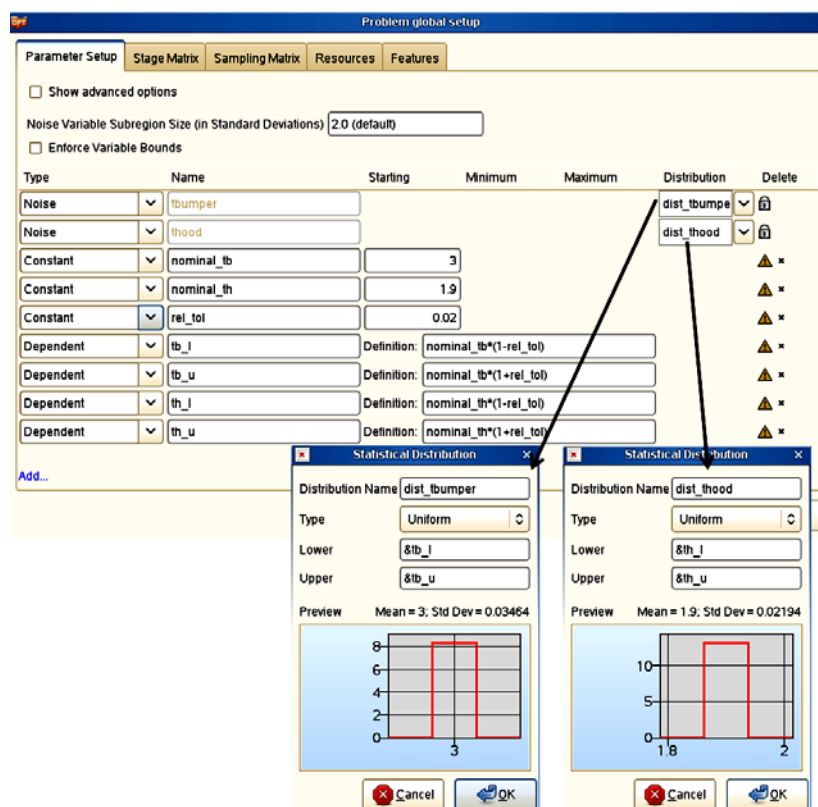 OPT Problem global setup
Parameter Setup Stage Matrix Sampling Matrix Resources Features
Show advanced options
Noise Variable Subregion Size (in Standard Deviations) 2.0 (default)
Enforce Variable Bounds
Type Name Starting Minimum Maximum Distribution Delete
Noise tbumper dist_tbumpe
Noise thood dist_thood
Constant nominal_tb 3
Constant nominal_th 1.9
Constant rel_tol 0.02
Dependent tb_l Definition: nominal_tb*(1-rel_tol)
Dependent tb_u Definition: nominal_tb*(1+rel_tol)
Dependent th_l Definition: nominal_th*(1-rel_tol)
Dependent th_u Definition: nominal_th*(1+rel_tol)
Add...
Statistical Distribution
Distribution Name dist_tbumper
Type Uniform
Lower &tb_l
Upper &tb_u
Preview Mean = 3; Std Dev = 0.03464
8
6
4
2
0
3
Cancel OK
Statistical Distribution
Distribution Name dist_thood
Type Uniform
Lower &th_l
Upper &th_u
Preview Mean = 1.9; Std Dev = 0.02194
10
5
0
1.8 2
Cancel OK